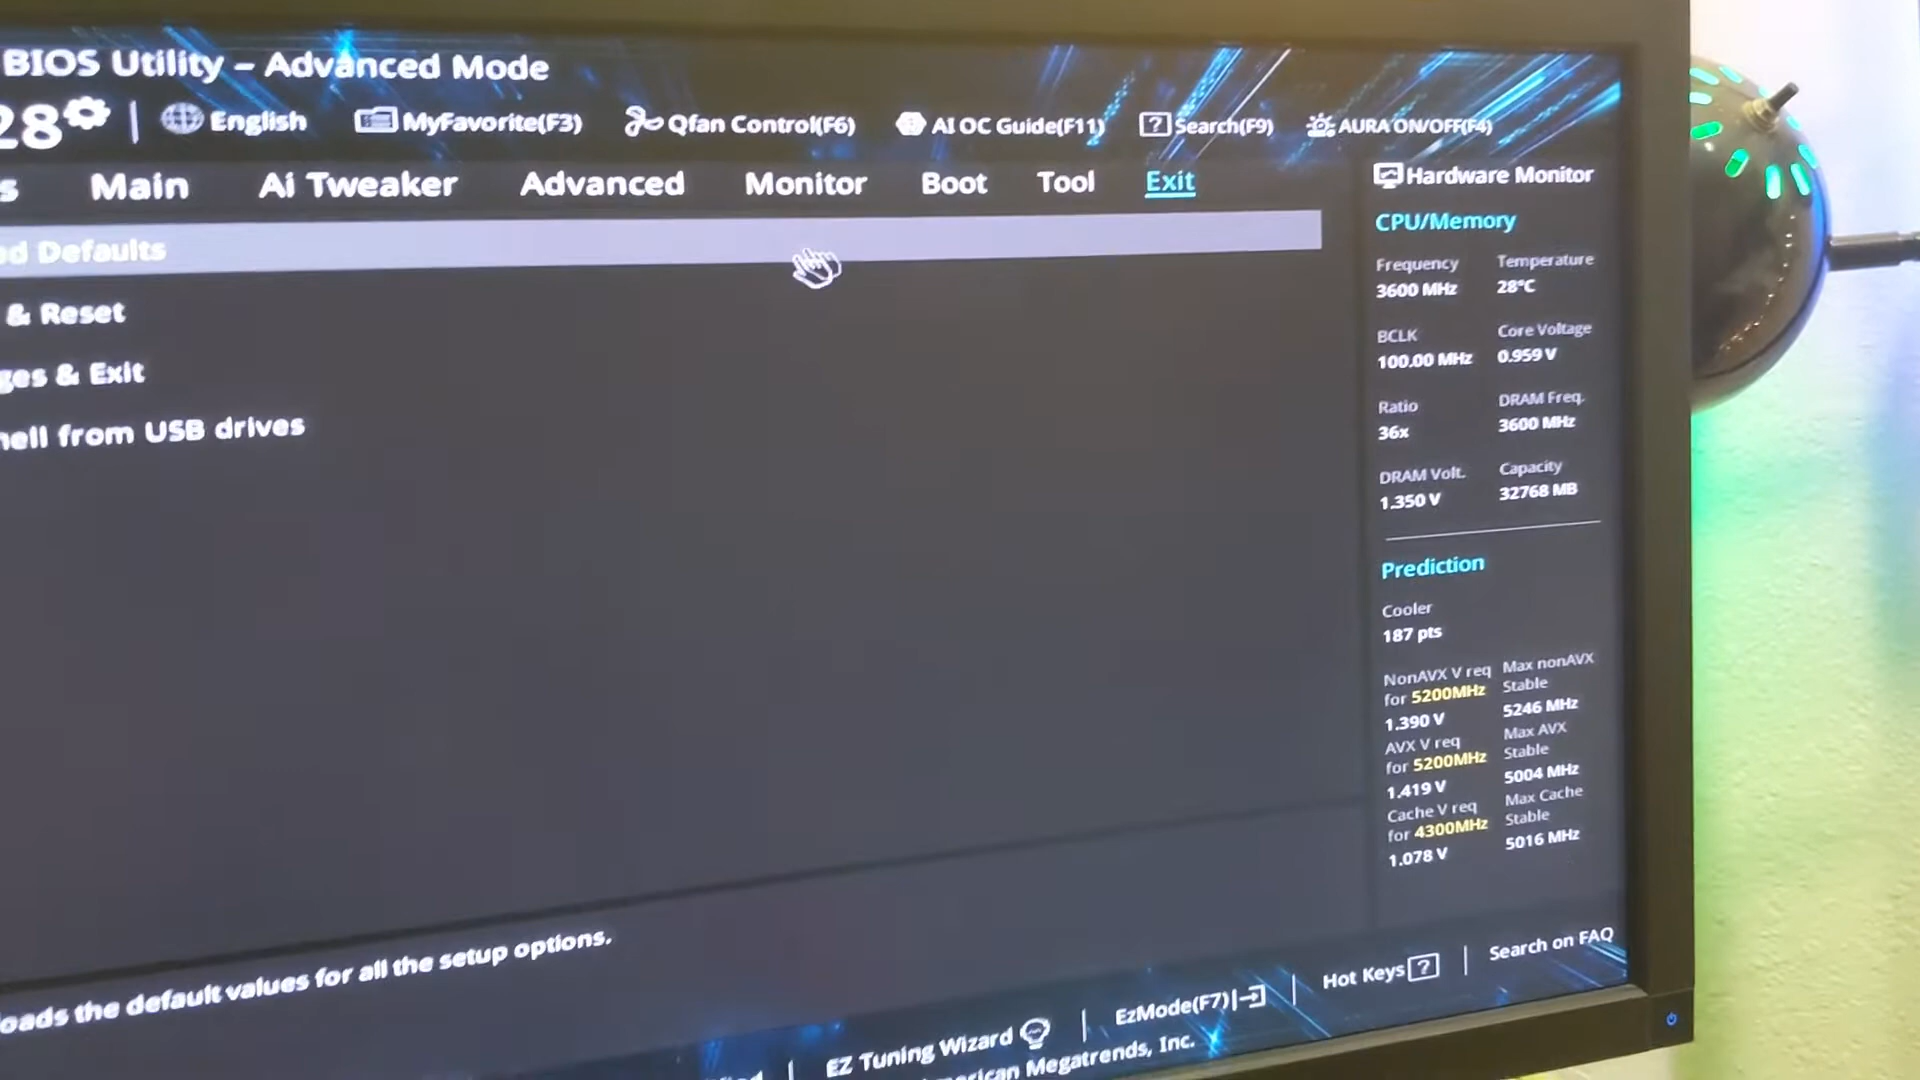 BIOS Utility – Advanced Mode
28 English MyFavorite(F3) Qfan Control(F6) AI OC Guide(F11) ? Search(F9) AURA ON/OFF(F4)
s Main Ai Tweaker Advanced Monitor Boot Tool Exit
Hardware Monitor
ed Defaults
& Reset
ges & Exit
hell from USB drives
CPU/Memory
Frequency Temperature
3600 MHz 28°C
BCLK Core Voltage
100.00 MHz 0.959 V
Ratio DRAM Freq.
36x 3600 MHz
DRAM Volt. Capacity
1.350 V 32768 MB
Prediction
Cooler
187 pts
NonAVX V req Max nonAVX
for 5200MHz Stable
1.390 V 5246 MHz
AVX V req Max AVX
for 5200MHz Stable
1.419 V 5004 MHz
Cache V req Max Cache
for 4300MHz Stable
1.078 V 5016 MHz
oads the default values for all the setup options.
EZ Tuning Wizard | EzMode(F7) | Hot Keys ? | Search on FAQ
American Megatrends, Inc.